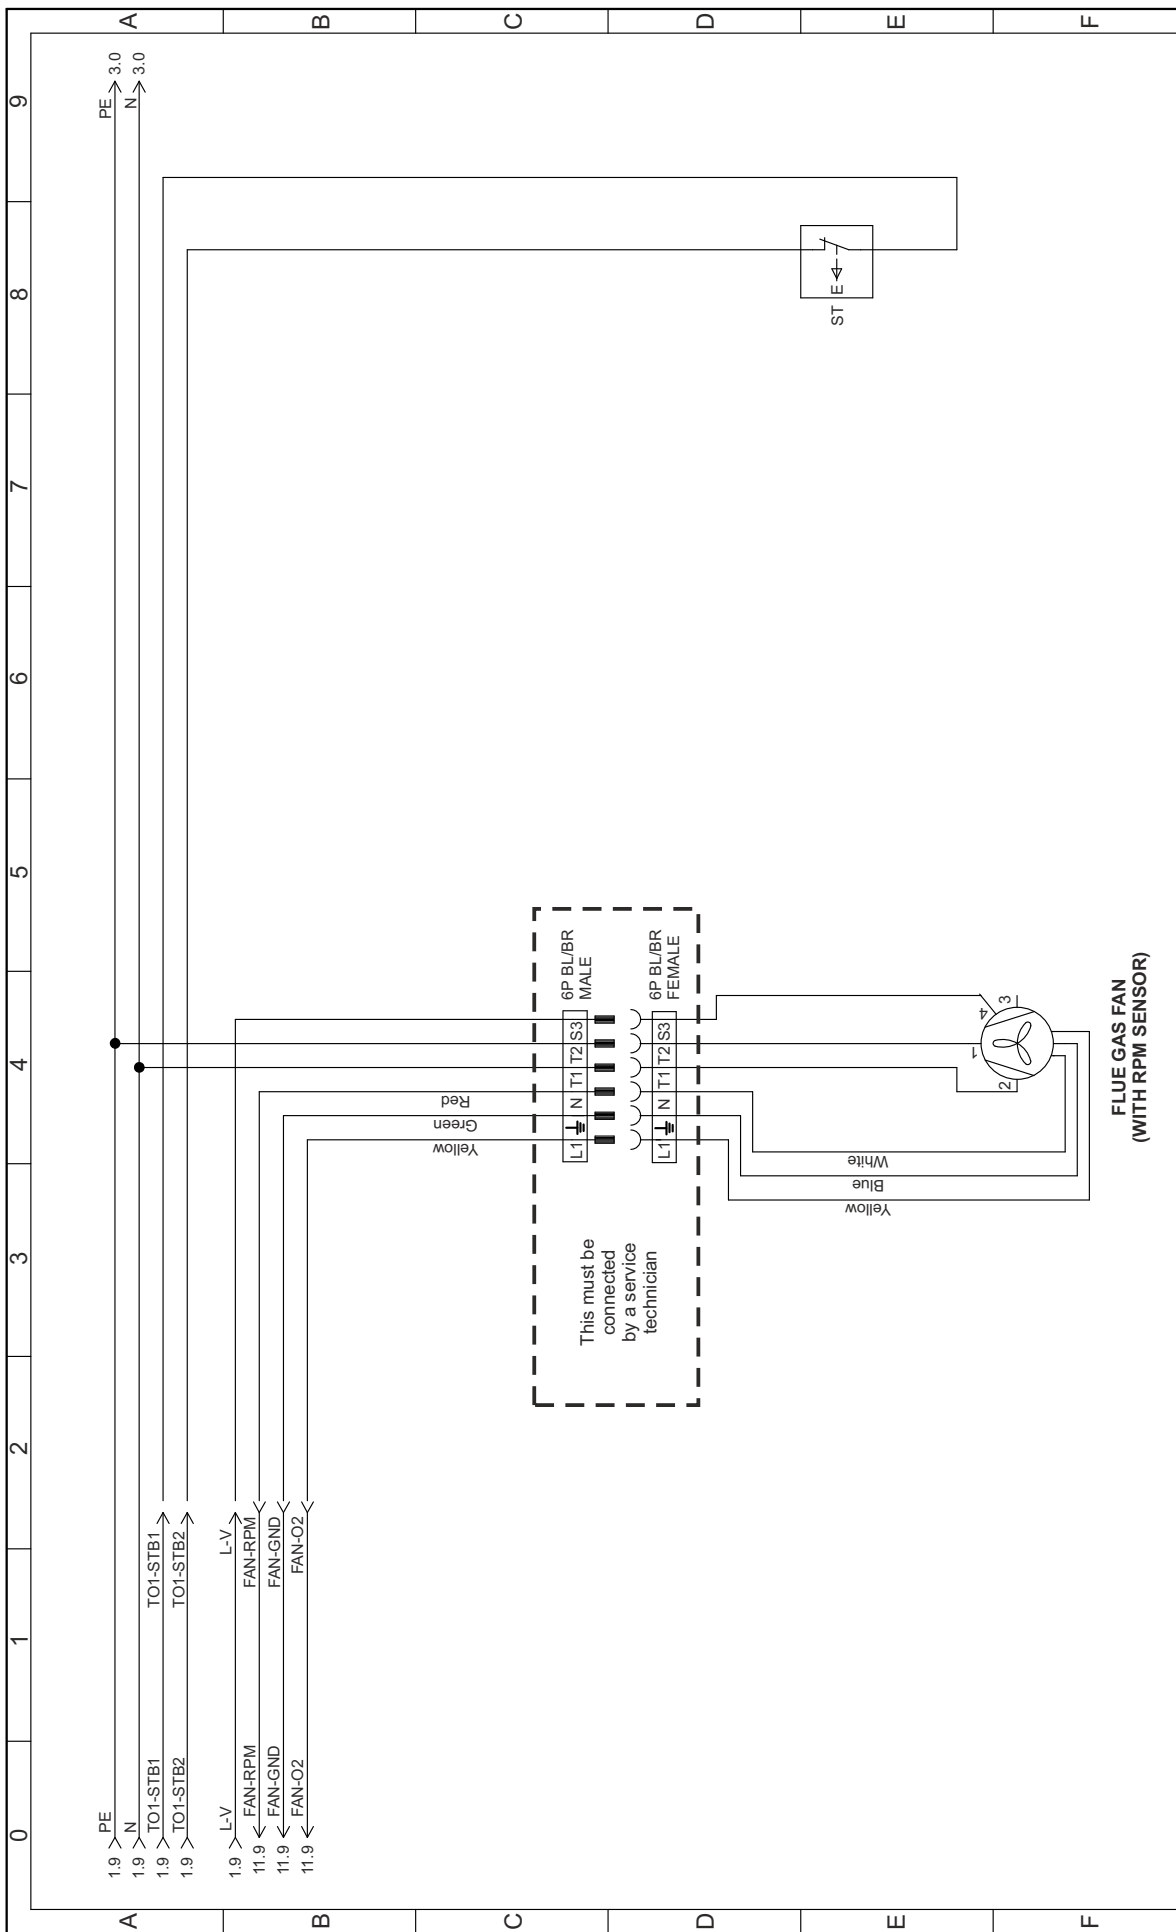 0 1 2 3 4 5 6 7 8 9
A A
PE PE
1.9 3.0
N N
1.9 3.0
TO1-STB1 TO1-STB1
1.9
TO1-STB2 TO1-STB2
1.9
B B
L-V L-V
1.9
FAN-RPM FAN-RPM
11.9
FAN-GND FAN-GND
11.9
FAN-O2 FAN-O2
11.9
Yellow
Green
Red
C C
L1 N T1 T2 S3
6P BL/BR
MALE
This must be
connected
by a service
technician
L1 N T1 T2 S3
6P BL/BR
FEMALE
D D
E
ST
E E
Yellow
Blue
White
1
4
2
3
F F
FLUE GAS FAN
(WITH RPM SENSOR)